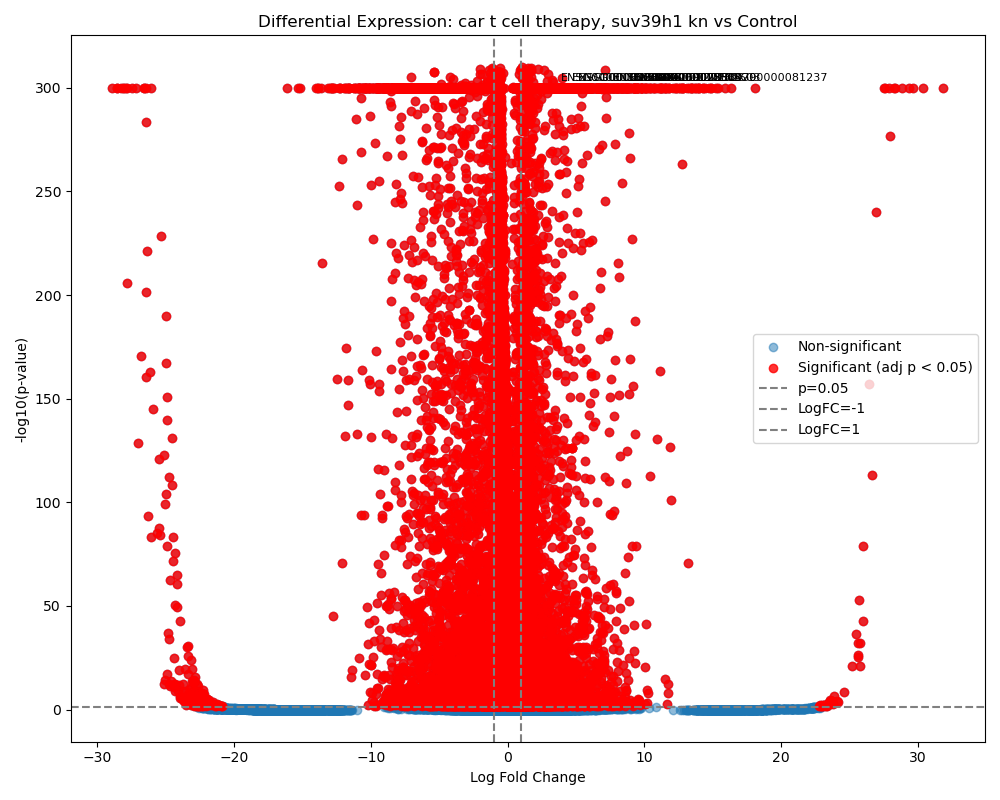 Differential Expression: car t cell therapy, suv39h1 kn vs Control
300
250
200
150
100
50
0
-log10(p-value)
Non-significant
Significant (adj p < 0.05)
p=0.05
LogFC=-1
LogFC=1
−30
−20
−10
0
10
20
30
Log Fold Change